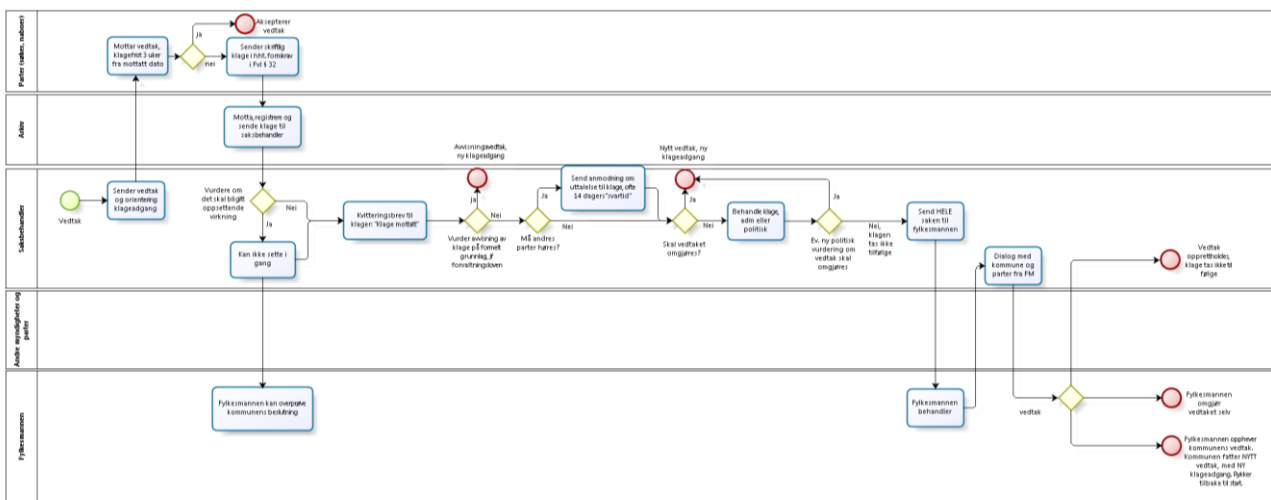 Parter (søker, naboer)
Mottar vedtak,
klagefrist 3 uker
fra mottatt dato
ja
nei
Aksepterer
vedtak
Sender skriftlig
klage i hht. formkrav
i Fvl § 32
Arkiv
Motta, registrere og
sende klage til
saksbehandler
Saksbehandler
Vedtak
Sender vedtak
og orientering
klageadgang
Vurdere om
det skal bli gitt
oppsettende
virkning
Nei
Ja
Kan ikke sette i
gang
Kvitteringsbrev til
klager: "klage mottatt"
Avvisningsvedtak,
ny klageadgang
Ja
Nei
Vurder avvisning av
klage på formelt
grunnlag, jf
forvaltningsloven
Må andres
parter høres?
Ja
Nei
Send anmodning om
uttalelse til klage, ofte
14 dagers "svartid"
Nytt vedtak, ny
klageadgang
Ja
Nei
Skal vedtaket
omgjøres?
Behandle klage,
adm eller
politisk
Ja
Ev. ny politisk
vurdering om
vedtak skal
omgjøres
Nei,
klagen
tas ikke
tilfølge
Send HELE
saken til
fylkesmannen
Dialog med
kommune og
parter fra FM
Vedtak
opprettholdes,
klage tas ikke til
følge
Andre myndigheter og
parter
Fylkesmannen
Fylkesmannen kan overprøve
kommunens beslutning
Fylkesmannen
behandler
vedtak
Fylkesmannen
omgjør
vedtaket selv
Fylkesmannen opphever
kommunens vedtak.
Kommunen fatter NYTT
vedtak, med NY
klageadgang. Rykker
tilbake til start.